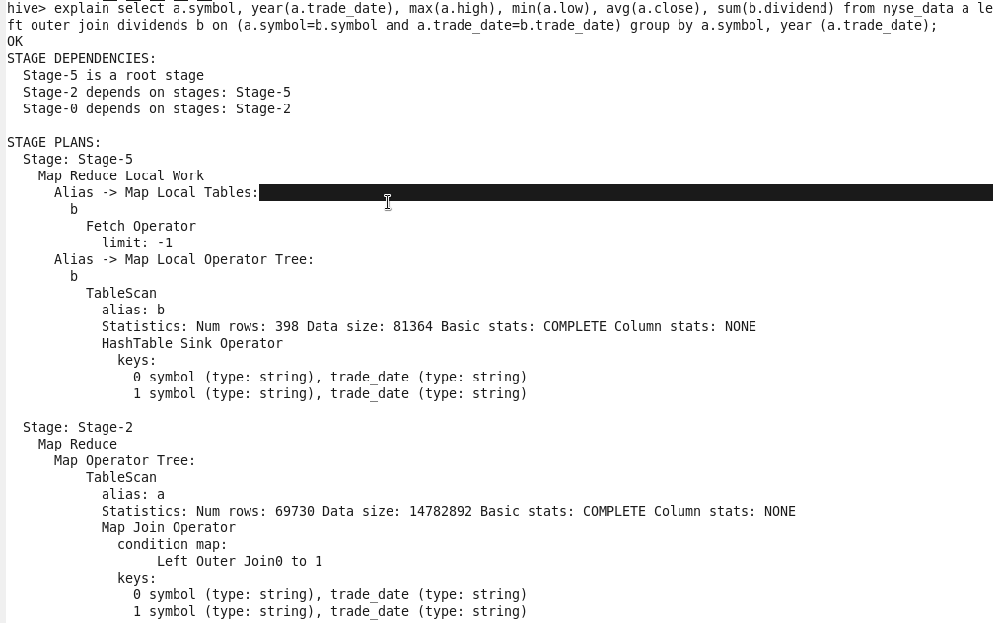 hive> explain select a.symbol, year(a.trade_date), max(a.high), min(a.low), avg(a.close), sum(b.dividend) from nyse_data a le
ft outer join dividends b on (a.symbol=b.symbol and a.trade_date=b.trade_date) group by a.symbol, year (a.trade_date);
OK
STAGE DEPENDENCIES:
  Stage-5 is a root stage
  Stage-2 depends on stages: Stage-5
  Stage-0 depends on stages: Stage-2

STAGE PLANS:
  Stage: Stage-5
    Map Reduce Local Work
      Alias -> Map Local Tables:
        b
          Fetch Operator
            limit: -1
      Alias -> Map Local Operator Tree:
        b
          TableScan
            alias: b
            Statistics: Num rows: 398 Data size: 81364 Basic stats: COMPLETE Column stats: NONE
            HashTable Sink Operator
              keys:
                0 symbol (type: string), trade_date (type: string)
                1 symbol (type: string), trade_date (type: string)

  Stage: Stage-2
    Map Reduce
      Map Operator Tree:
          TableScan
            alias: a
            Statistics: Num rows: 69730 Data size: 14782892 Basic stats: COMPLETE Column stats: NONE
            Map Join Operator
              condition map:
                   Left Outer Join0 to 1
              keys:
                0 symbol (type: string), trade_date (type: string)
                1 symbol (type: string), trade_date (type: string)